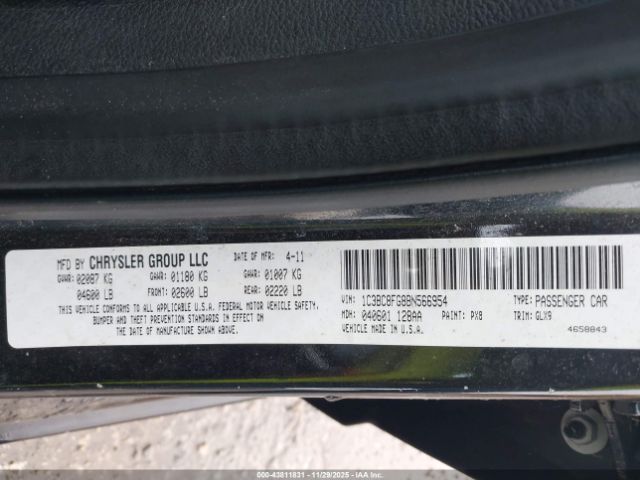 MFD BY CHRYSLER GROUP LLC DATE OF MFR: 4-11
GVWR: 02087 KG GAWR: 01180 KG GAWR: 01007 KG
04600 LB FRONT: 02600 LB REAR: 02220 LB
THIS VEHICLE CONFORMS TO ALL APPLICABLE U.S.A. FEDERAL MOTOR VEHICLE SAFETY,
BUMPER AND THEFT PREVENTION STANDARDS IN EFFECT ON
THE DATE OF MANUFACTURE SHOWN ABOVE.
VIN: 1C3BC8FG8BN566954 TYPE: PASSENGER CAR
MDH: 040601 128AA PAINT: PX8 TRIM: GLX9
VEHICLE MADE IN U.S.A. 4658843
000-43811831 - 11/29/2025 - IAAI.COM